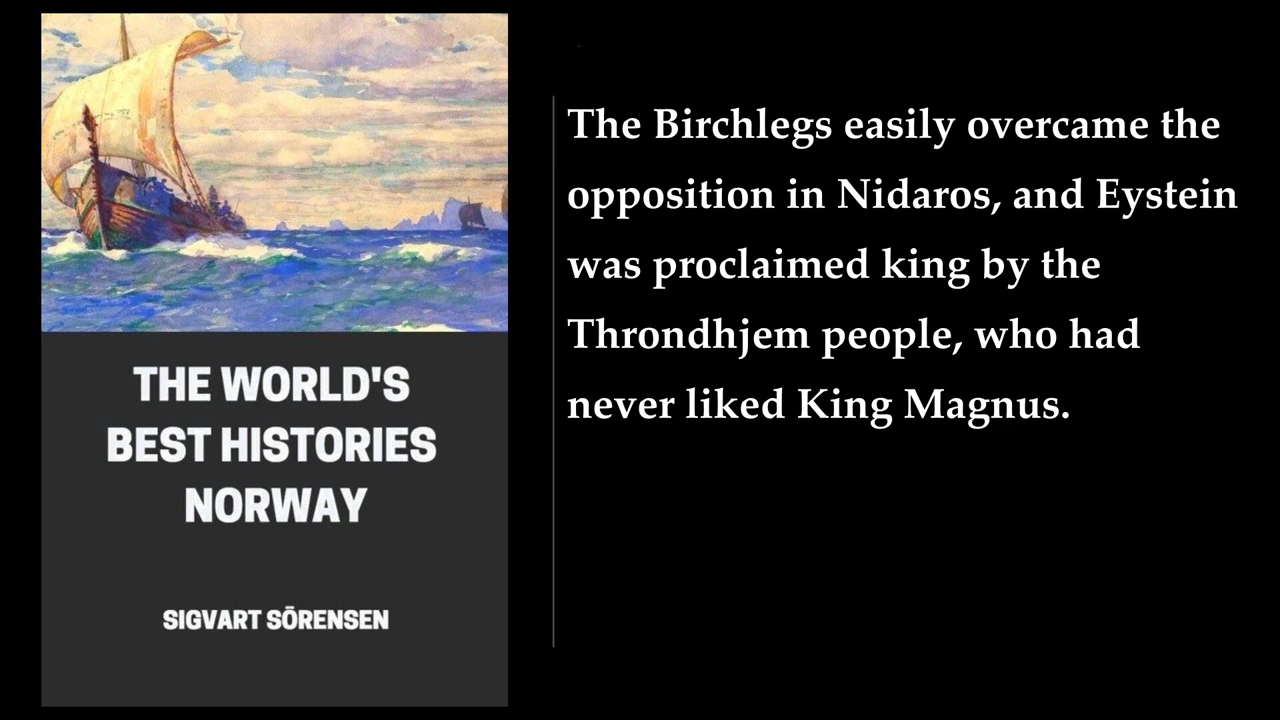 THE WORLD'S
BEST HISTORIES
NORWAY
SIGVART SÖRENSEN
The Birchlegs easily overcame the
opposition in Nidaros, and Eystein
was proclaimed king by the
Throndhjem people, who had
never liked King Magnus.